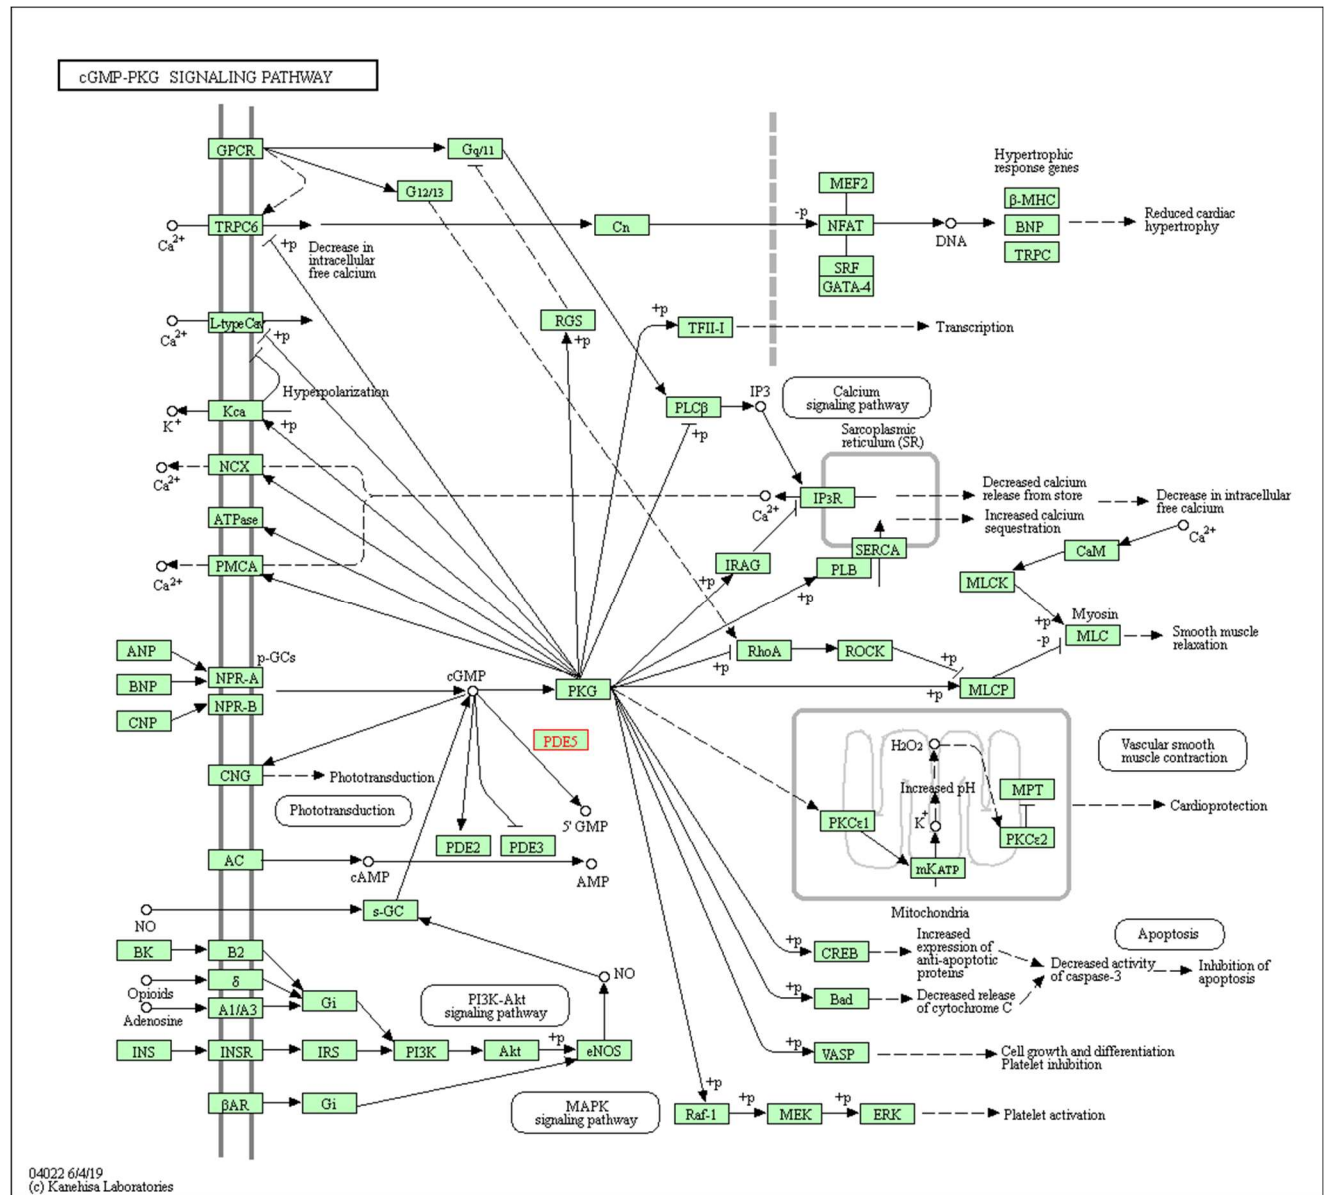 cGMP-PKG SIGNALING PATHWAY
GPCR
Gq/11
G12/13
Hypertrophic
response genes
MEF2
β-MHC
Ca2+
TRPC6
+p
Decrease in
intracellular
free calcium
Cn
-p
NFAT
DNA
BNP
TRPC
Reduced cardiac
hypertrophy
SRF
GATA-4
Ca2+
L-type Cav
+p
RGS
+p
+p
TFII-I
Transcription
Hyperpolarization
K+
Kca
+p
PLCβ
+p
IP3
Calcium
signaling pathway
Sarcoplasmic
reticulum (SR)
Ca2+
NCX
Ca2+
IP3R
Decreased calcium
release from store
Increased calcium
sequestration
Decrease in intracellular
free calcium
Ca2+
ATPase
Ca2+
PMCA
IRAG
+p
SERCA
PLB
+p
CaM
MLCK
Myosin
+p
-p
MLC
Smooth muscle
relaxation
ANP
BNP
CNP
p-GCs
NPR-A
NPR-B
cGMP
PKG
+p
RhoA
ROCK
+p
+p
MLCP
PDE5
CNG
Phototransduction
Phototransduction
5' GMP
PDE2
PDE3
H2O2
Increased pH
K+
MPT
PKCε1
PKCε2
mKATP
Mitochondria
Vascular smooth
muscle contraction
Cardioprotection
AC
cAMP
AMP
NO
s-GC
BK
B2
Opioids
δ
Adenosine
A1/A3
Gi
PI3K-Akt
signaling pathway
NO
INS
INSR
IRS
PI3K
Akt
+p
eNOS
βAR
Gi
MAPK
signaling pathway
+p
CREB
Increased
expression of
anti-apoptotic
proteins
Apoptosis
Decreased activity
of caspase-3
Inhibition of
apoptosis
+p
Bad
Decreased release
of cytochrome C
+p
VASP
Cell growth and differentiation
Platelet inhibition
+p
Raf-1
+p
MEK
+p
ERK
Platelet activation
04022 6/4/19
(c) Kanehisa Laboratories